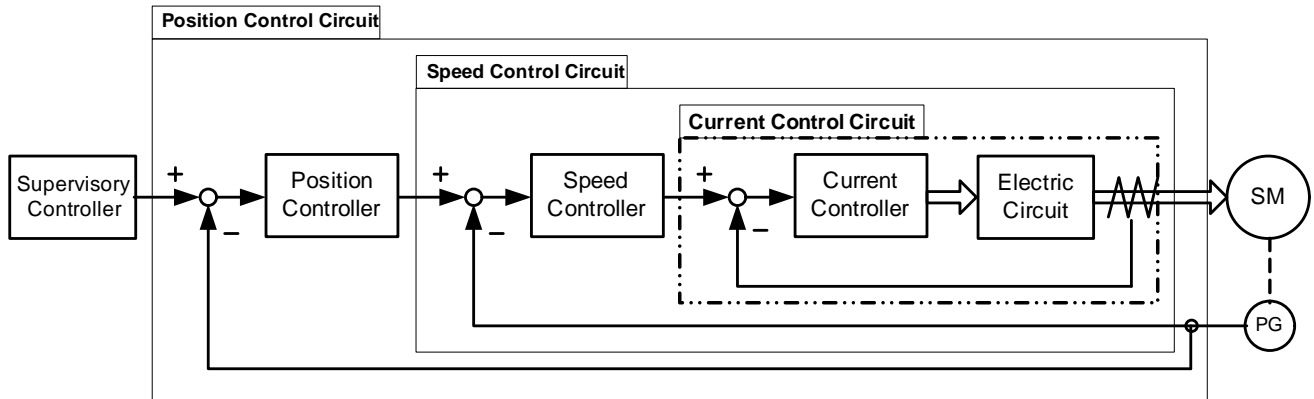 Position Control Circuit
Speed Control Circuit
Current Control Circuit
Supervisory
Controller
+
−
Position
Controller
+
−
Speed
Controller
+
−
Current
Controller
Electric
Circuit
SM
PG